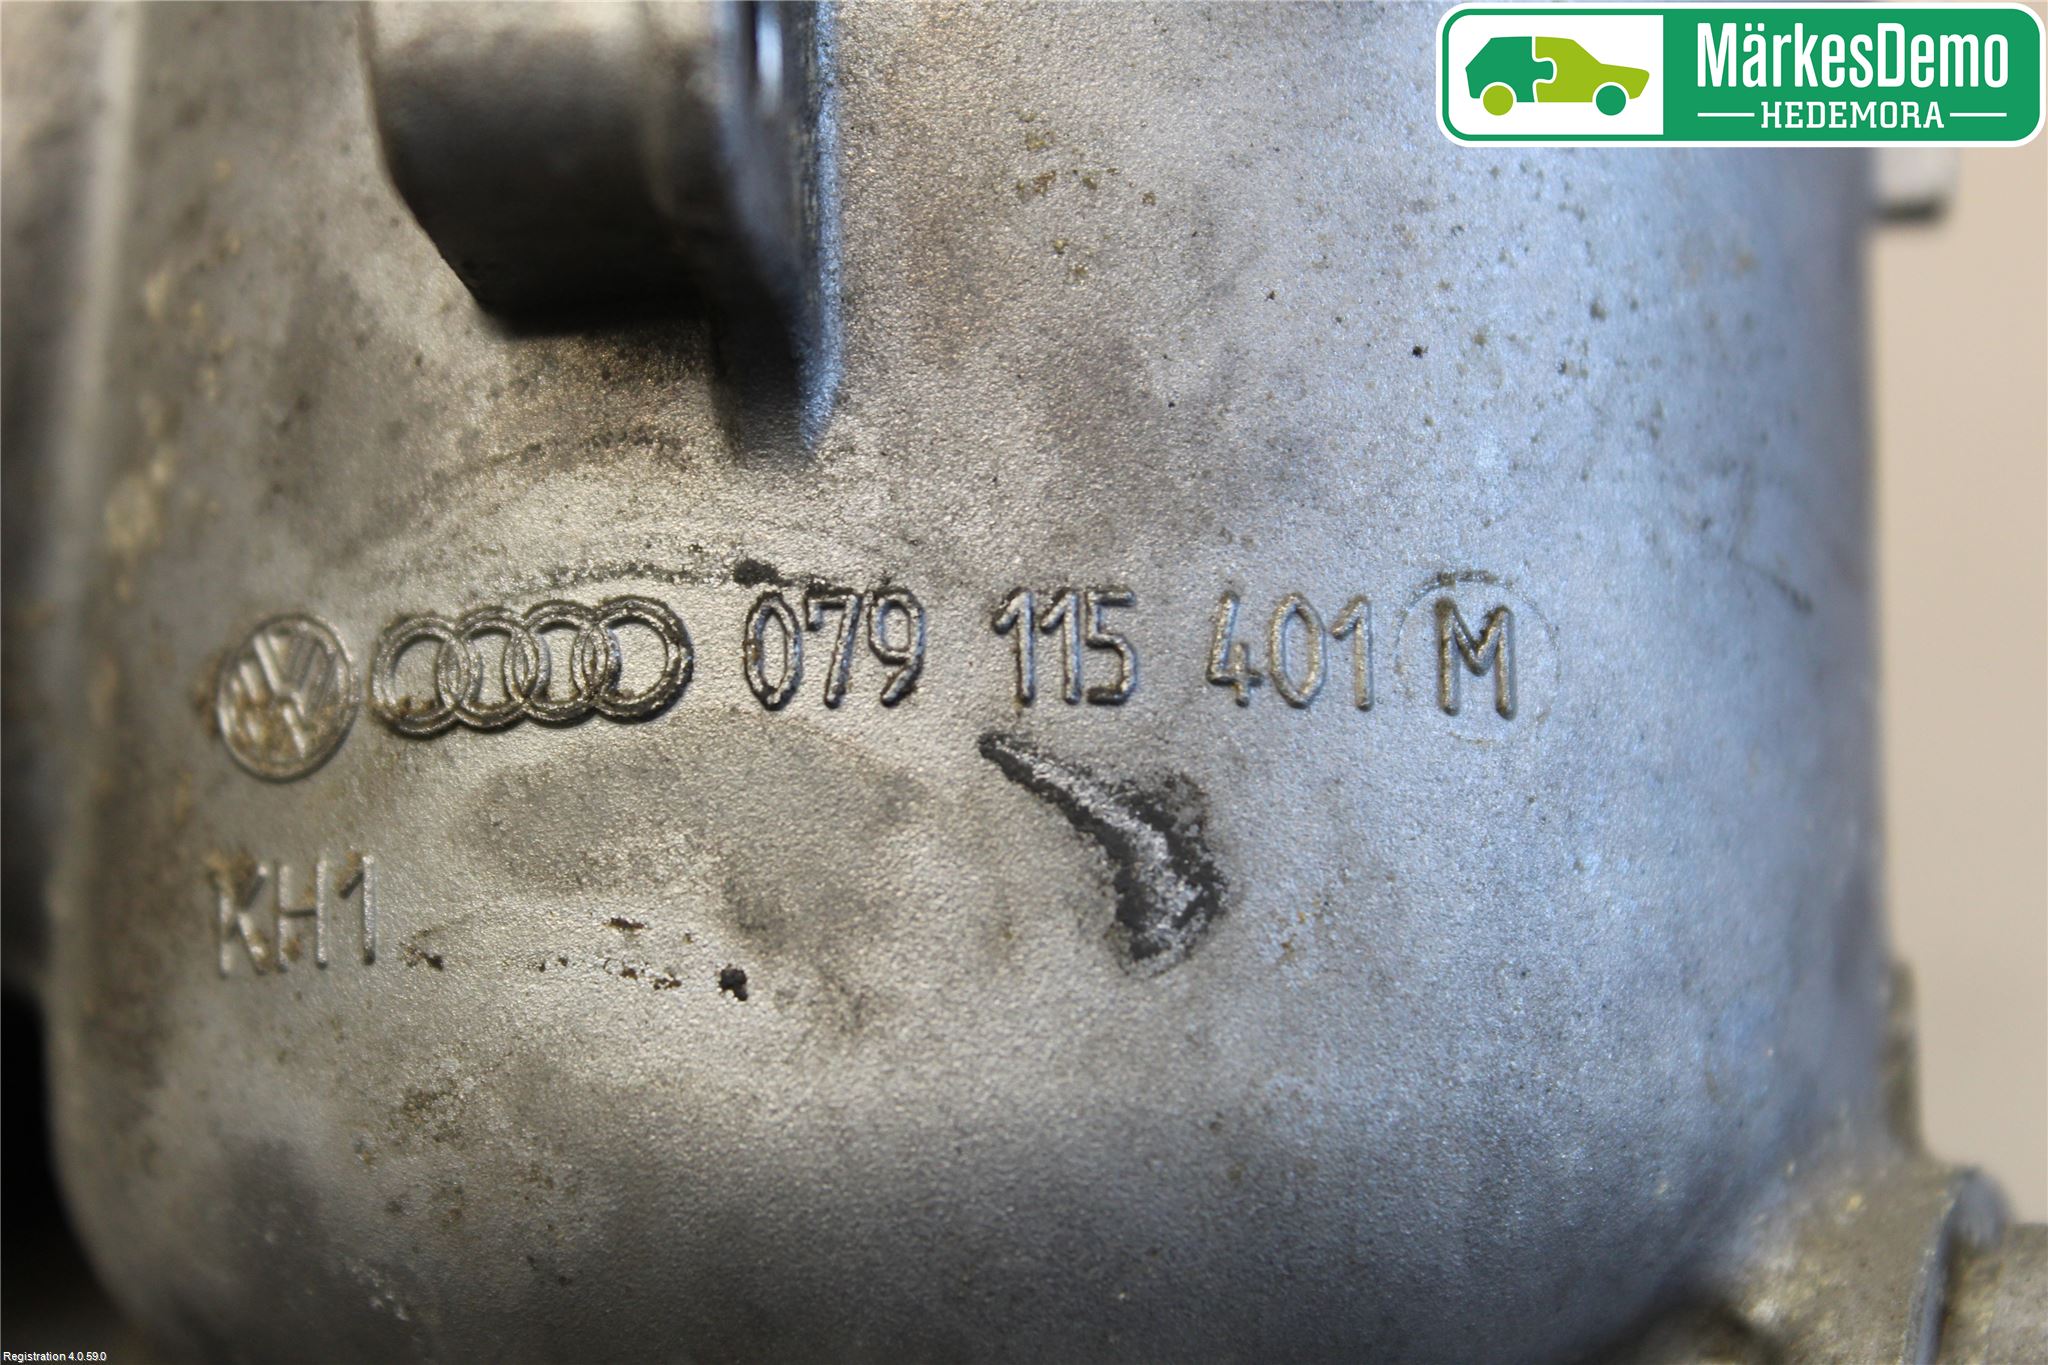 MärkesDemo
HEDEMORA
079 115 401 M
KH1
Registration 4.0.59.0